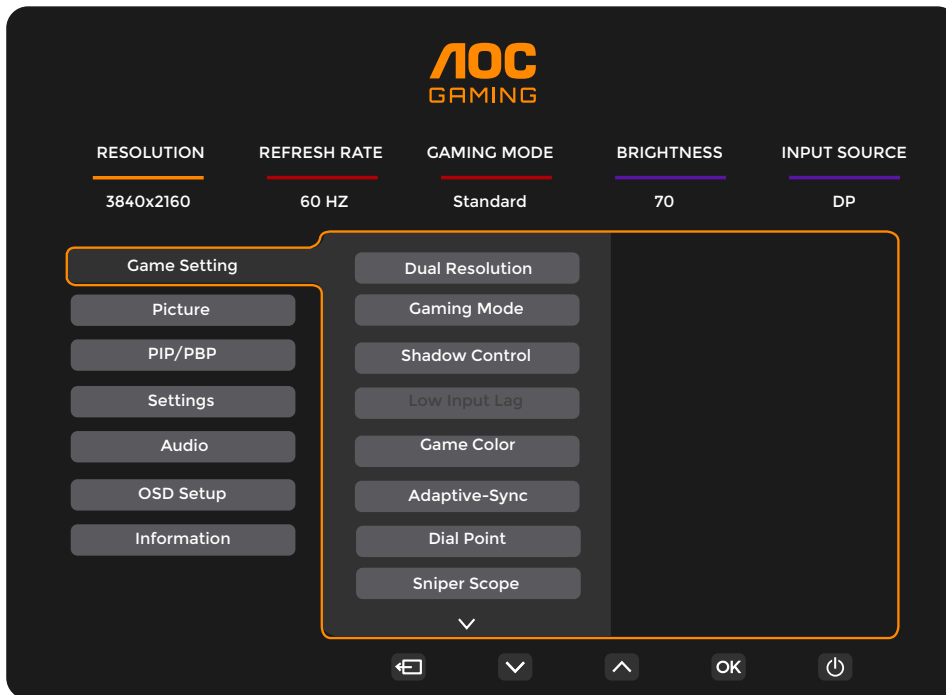 AOC
GAMING
RESOLUTION REFRESH RATE GAMING MODE BRIGHTNESS INPUT SOURCE
3840x2160 60 HZ Standard 70 DP
Game Setting
Picture
PIP/PBP
Settings
Audio
OSD Setup
Information
Dual Resolution
Gaming Mode
Shadow Control
Low Input Lag
Game Color
Adaptive-Sync
Dial Point
Sniper Scope
OK